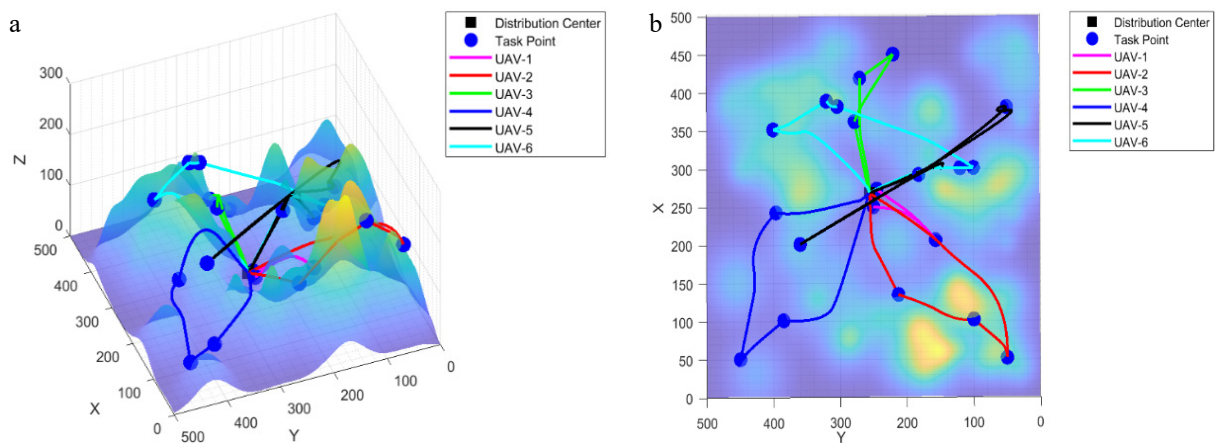 a
Distribution Center
Task Point
UAV-1
UAV-2
UAV-3
UAV-4
UAV-5
UAV-6
300
200
100
0
Z
500
400
300
200
100
0
X
500
400
300
200
100
0
Y
b
Distribution Center
Task Point
UAV-1
UAV-2
UAV-3
UAV-4
UAV-5
UAV-6
500
450
400
350
300
250
200
150
100
50
0
X
500 400 300 200 100 0
Y